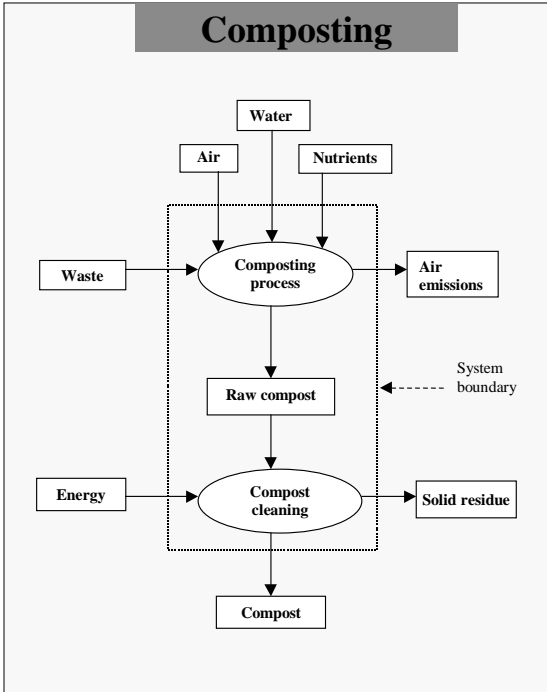 Composting
Water
Air
Nutrients
Waste
Composting
process
Air
emissions
System
boundary
Raw compost
Energy
Compost
cleaning
Solid residue
Compost